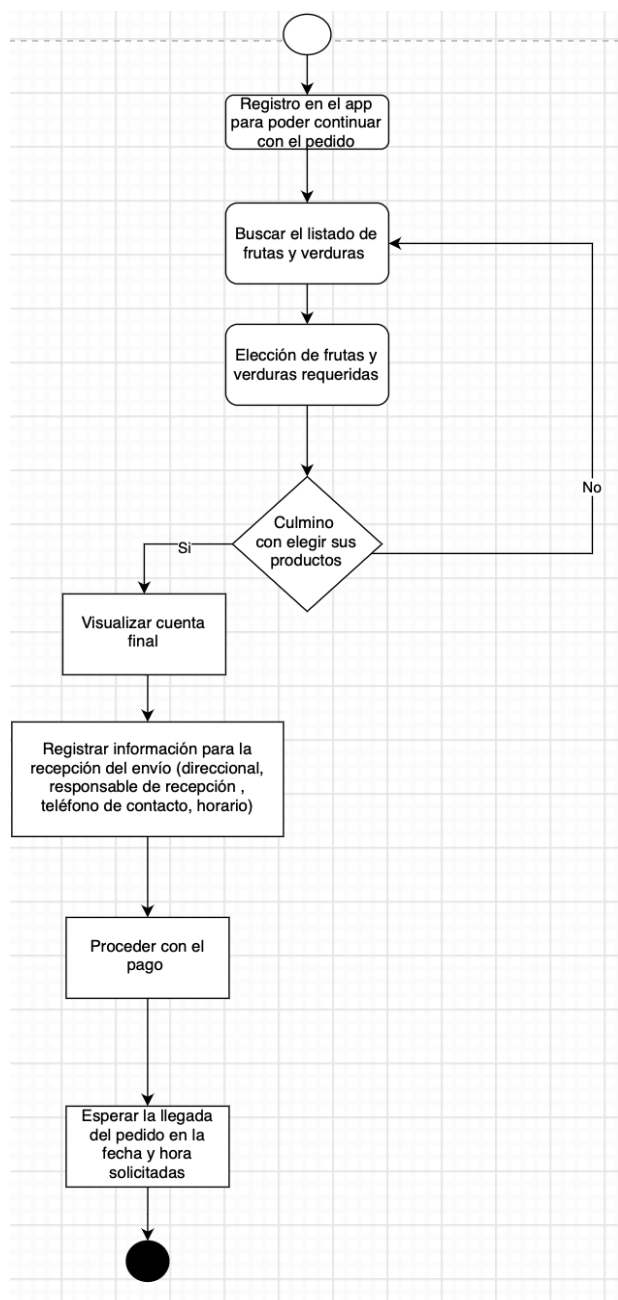 Registro en el app
para poder continuar
con el pedido
Buscar el listado de
frutas y verduras
Elección de frutas y
verduras requeridas
Culmino
con elegir sus
productos
No
Si
Visualizar cuenta
final
Registrar información para la
recepción del envío (direccional,
responsable de recepción ,
teléfono de contacto, horario)
Proceder con el
pago
Esperar la llegada
del pedido en la
fecha y hora
solicitadas